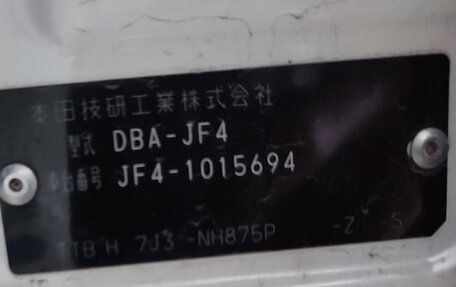 本田技研工業株式会社
型式 DBA-JF4
車台番号 JF4-1015694
TTB H 7J3 -NH875P -Z S